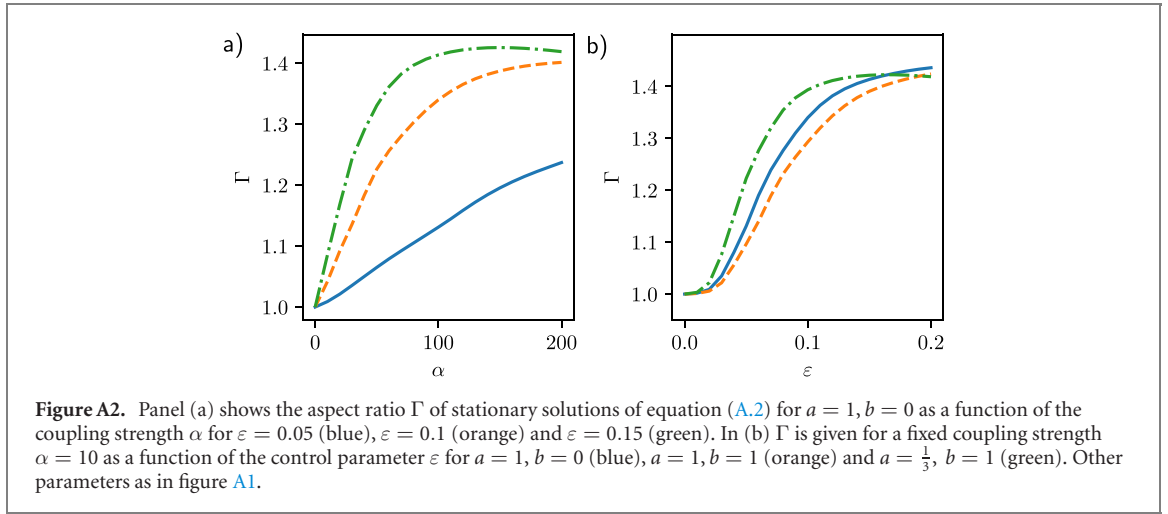 a)
b)
1.4
1.3
1.2
1.1
1.0
Γ
0
100
200
α
1.4
1.3
1.2
1.1
1.0
Γ
0.0
0.1
0.2
ε
Figure A2. Panel (a) shows the aspect ratio Γ of stationary solutions of equation (A.2) for a = 1, b = 0 as a function of the
coupling strength α for ε = 0.05 (blue), ε = 0.1 (orange) and ε = 0.15 (green). In (b) Γ is given for a fixed coupling strength
α = 10 as a function of the control parameter ε for a = 1, b = 0 (blue), a = 1, b = 1 (orange) and a = 1/3, b = 1 (green). Other
parameters as in figure A1.